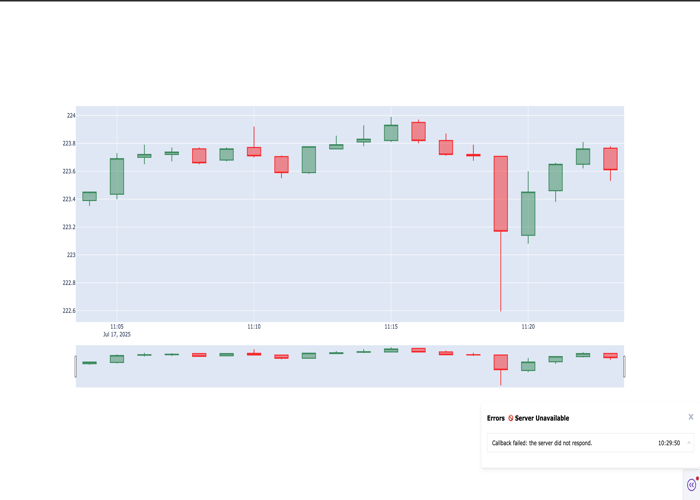 224
223.8
223.6
223.4
223.2
223
222.8
222.6
11:05 11:10 11:15 11:20
Jul 17, 2025
Errors 🚫 Server Unavailable X
Callback failed: the server did not respond. 10:29:50